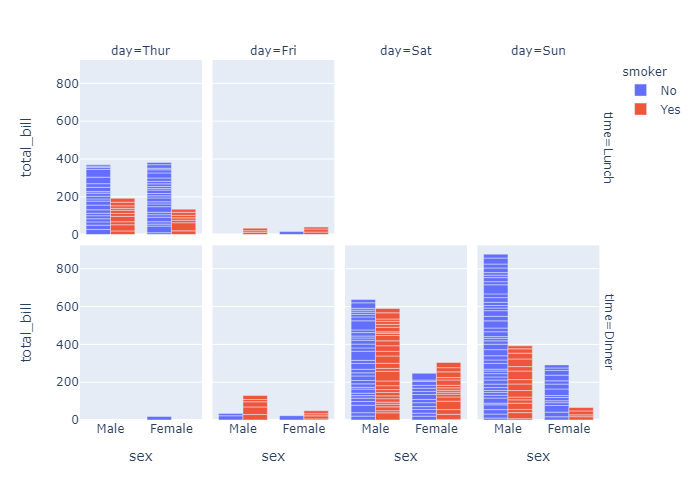 day=Thur day=Fri day=Sat day=Sun
smoker
No
Yes
total_bill
800
600
400
200
0
time=Lunch
total_bill
800
600
400
200
0
time=Dinner
Male Female Male Female Male Female Male Female
sex sex sex sex